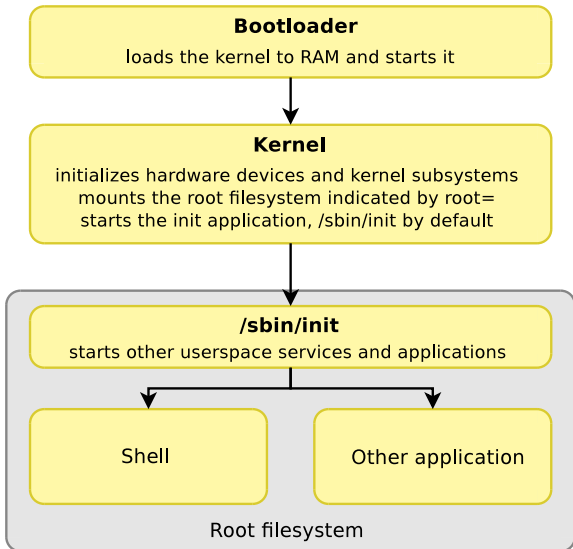 Bootloader
loads the kernel to RAM and starts it
Kernel
initializes hardware devices and kernel subsystems
mounts the root filesystem indicated by root=
starts the init application, /sbin/init by default
/sbin/init
starts other userspace services and applications
Shell
Other application
Root filesystem